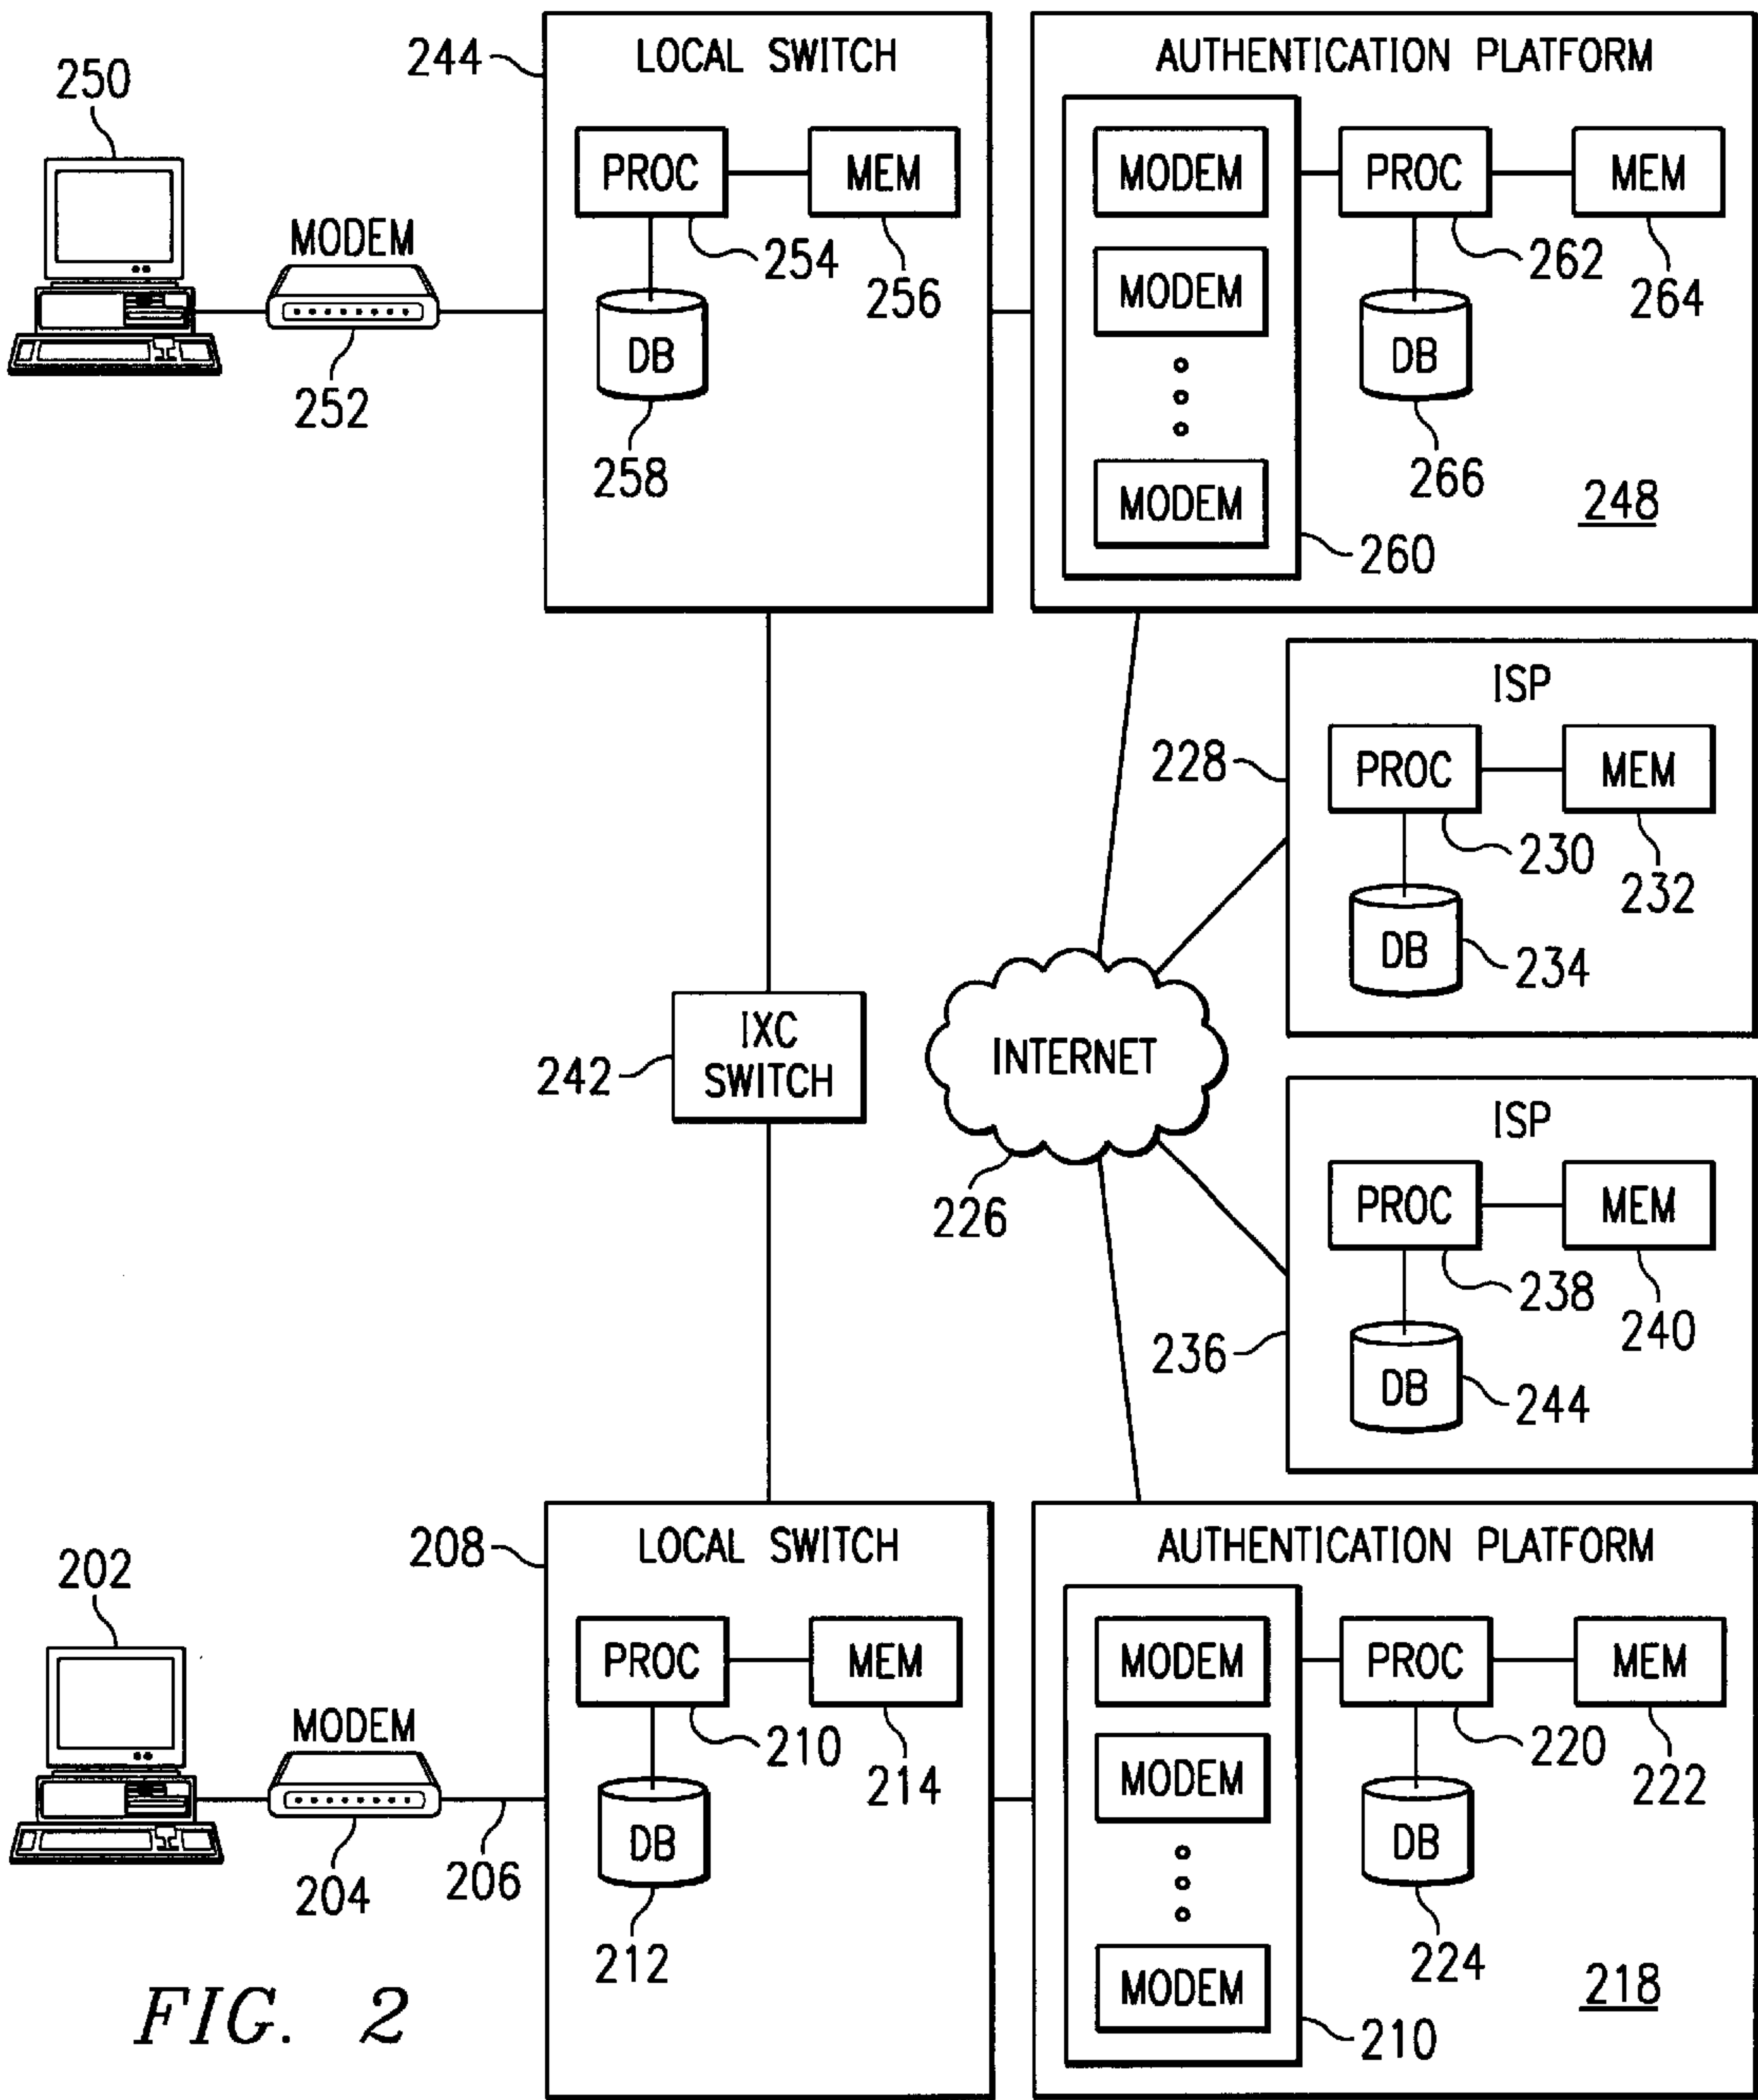 244
LOCAL SWITCH
AUTHENTICATION PLATFORM
250
PROC
MEM
MODEM
PROC
MEM
MODEM
254
256
MODEM
262
264
252
DB
DB
258
266
MODEM
248
260
ISP
228
PROC
MEM
230
232
DB
234
IXC
SWITCH
242
INTERNET
226
ISP
PROC
MEM
238
240
236
DB
244
208
LOCAL SWITCH
AUTHENTICATION PLATFORM
202
PROC
MEM
MODEM
PROC
MEM
MODEM
210
214
MODEM
220
222
204
206
DB
DB
212
224
MODEM
218
210
FIG. 2